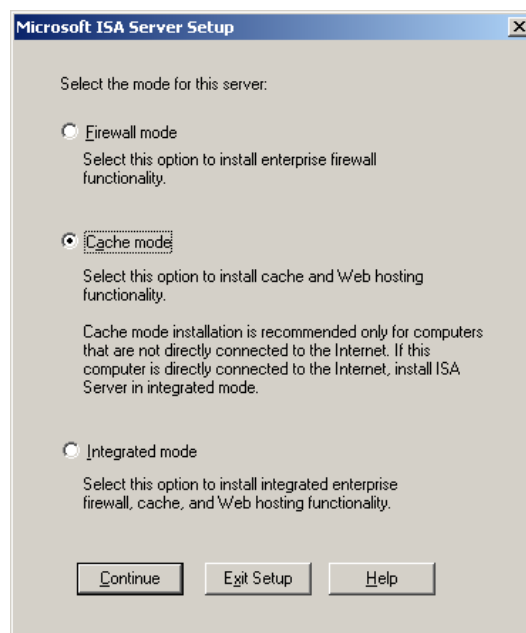 Microsoft ISA Server Setup
Select the mode for this server:
Firewall mode
Select this option to install enterprise firewall
functionality.
Cache mode
Select this option to install cache and Web hosting
functionality.
Cache mode installation is recommended only for computers
that are not directly connected to the Internet. If this
computer is directly connected to the Internet, install ISA
Server in integrated mode.
Integrated mode
Select this option to install integrated enterprise
firewall, cache, and Web hosting functionality.
Continue
Exit Setup
Help